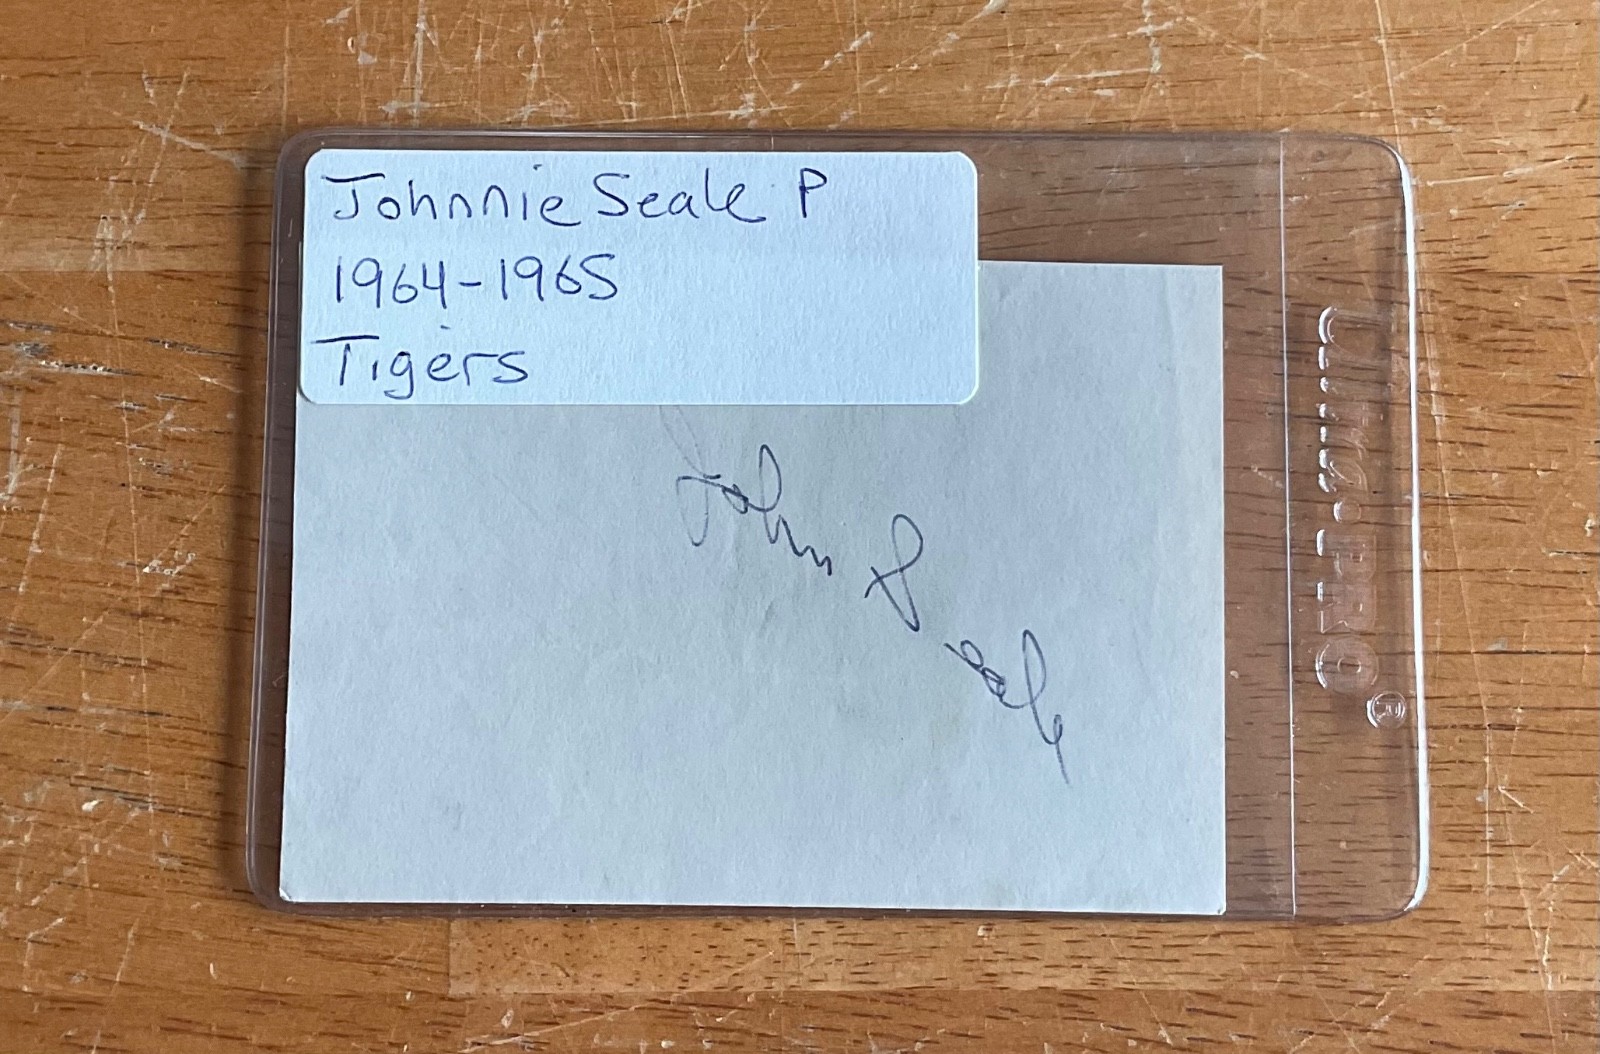 Johnnie Seale P
1964-1965
Tigers
John Seale
Ultra•PRO®